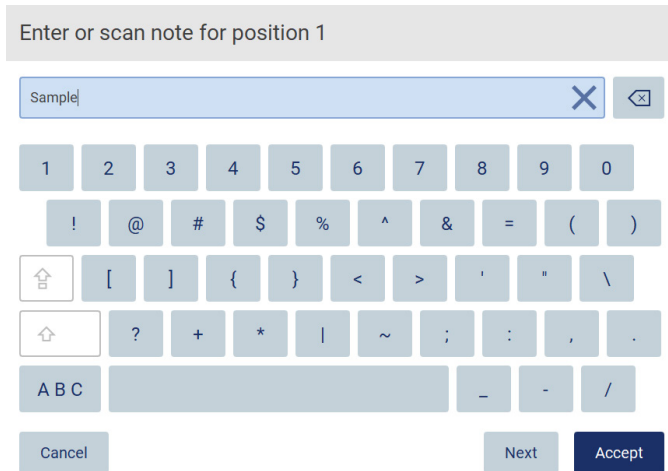 Enter or scan note for position 1
Sample
1 2 3 4 5 6 7 8 9 0
! @ # $ % ^ & = ( )
[ ] { } < > ' " \
? + * | ~ ; : , .
A B C _ - /
Cancel Next Accept